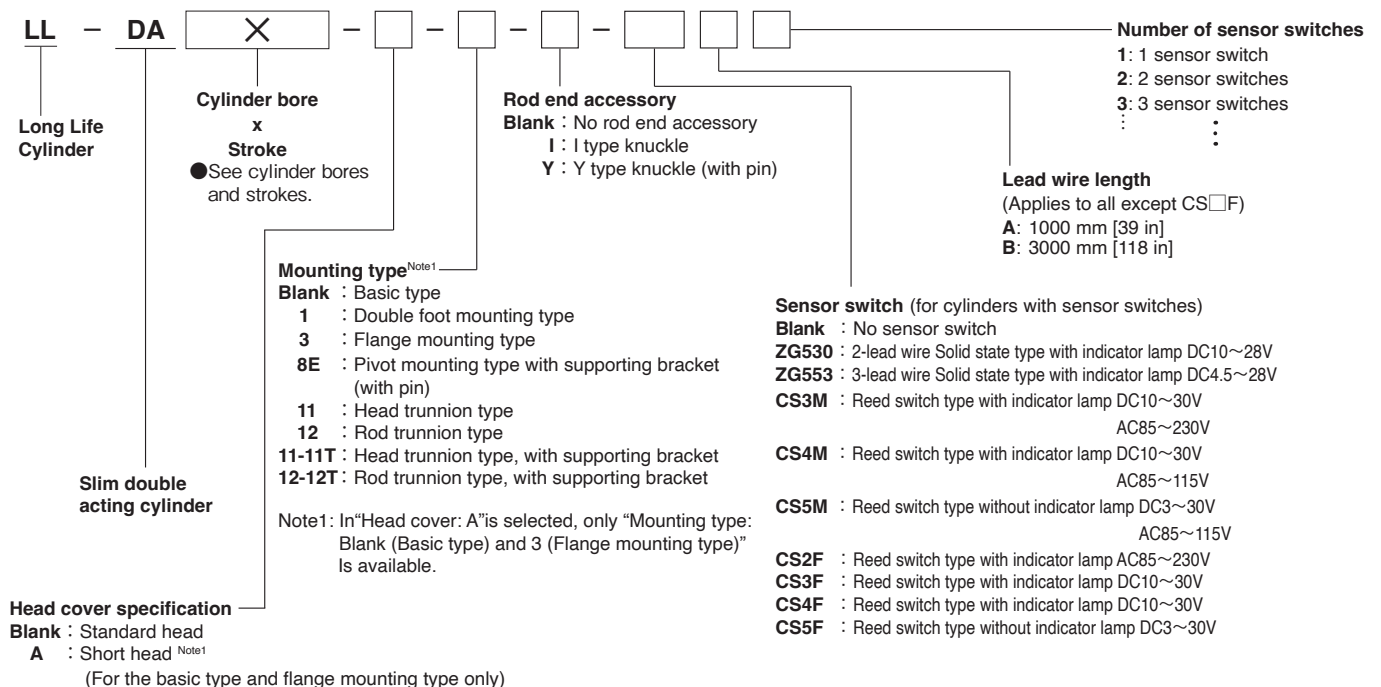 LL – DA × – □ – □ – □ – □ □ □
Number of sensor switches
1: 1 sensor switch
2: 2 sensor switches
3: 3 sensor switches
⋮ ⋮
Cylinder bore
x
Stroke
●See cylinder bores
and strokes.
Rod end accessory
Blank : No rod end accessory
I : I type knuckle
Y : Y type knuckle (with pin)
Long Life
Cylinder
Lead wire length
(Applies to all except CS□F)
A: 1000 mm [39 in]
B: 3000 mm [118 in]
Mounting type Note1
Blank : Basic type
1 : Double foot mounting type
3 : Flange mounting type
8E : Pivot mounting type with supporting bracket
(with pin)
11 : Head trunnion type
12 : Rod trunnion type
11-11T : Head trunnion type, with supporting bracket
12-12T : Rod trunnion type, with supporting bracket
Note1: In“Head cover: A”is selected, only “Mounting type:
Blank (Basic type) and 3 (Flange mounting type)”
Is available.
Sensor switch (for cylinders with sensor switches)
Blank : No sensor switch
ZG530 : 2-lead wire Solid state type with indicator lamp DC10～28V
ZG553 : 3-lead wire Solid state type with indicator lamp DC4.5～28V
CS3M : Reed switch type with indicator lamp DC10～30V
AC85～230V
CS4M : Reed switch type with indicator lamp DC10～30V
AC85～115V
CS5M : Reed switch type without indicator lamp DC3～30V
AC85～115V
CS2F : Reed switch type with indicator lamp AC85～230V
CS3F : Reed switch type with indicator lamp DC10～30V
CS4F : Reed switch type with indicator lamp DC10～30V
CS5F : Reed switch type without indicator lamp DC3～30V
Slim double
acting cylinder
Head cover specification
Blank : Standard head
A : Short head Note1
(For the basic type and flange mounting type only)